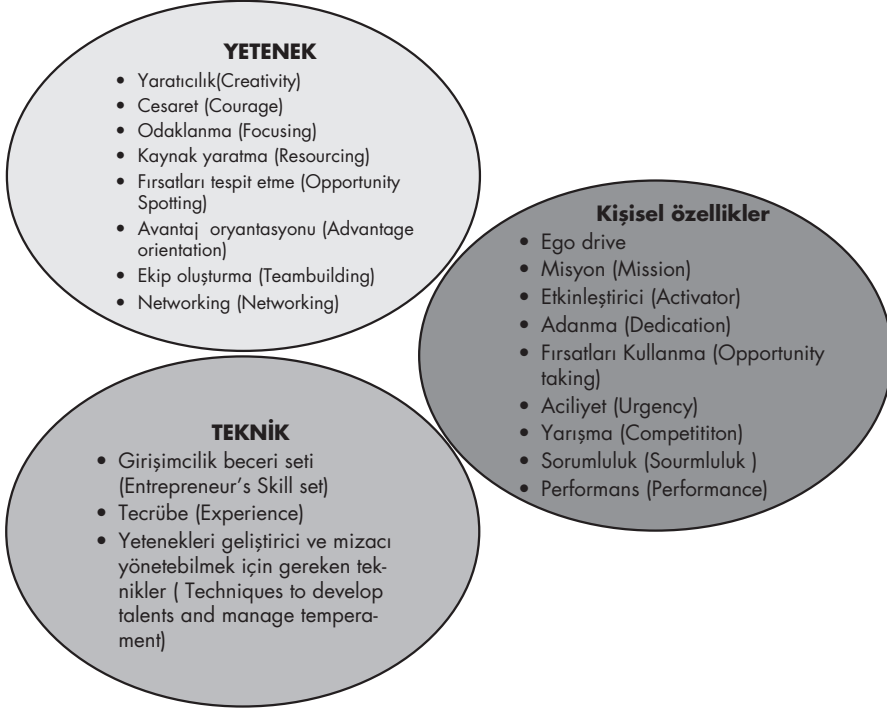 YETENEK
• Yaratıcılık(Creativity)
• Cesaret (Courage)
• Odaklanma (Focusing)
• Kaynak yaratma (Resourcing)
• Fırsatları tespit etme (Opportunity
Spotting)
• Avantaj oryantasyonu (Advantage
orientation)
• Ekip oluşturma (Teambuilding)
• Networking (Networking)
Kişisel özellikler
• Ego drive
• Misyon (Mission)
• Etkinleştirici (Activator)
• Adanma (Dedication)
• Fırsatları Kullanma (Opportunity
taking)
• Aciliyet (Urgency)
• Yarışma (Competititon)
• Sorumluluk (Sourmluluk )
• Performans (Performance)
TEKNİK
• Girişimcilik beceri seti
(Entrepreneur's Skill set)
• Tecrübe (Experience)
• Yetenekleri geliştirici ve mizacı
yönetebilmek için gereken tek-
nikler ( Techniques to develop
talents and manage tempera-
ment)